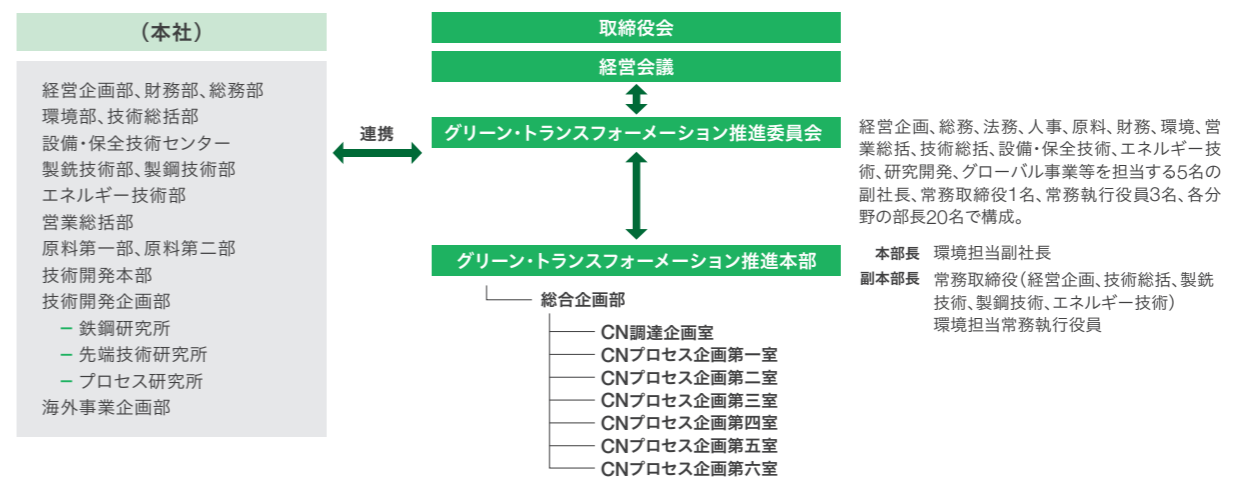 （本社）
経営企画部、財務部、総務部
環境部、技術総括部
設備・保全技術センター
製銑技術部、製鋼技術部
エネルギー技術部
営業総括部
原料第一部、原料第二部
技術開発本部
技術開発企画部
− 鉄鋼研究所
− 先端技術研究所
− プロセス研究所
海外事業企画部
連携
取締役会
経営会議
グリーン・トランスフォーメーション推進委員会
経営企画、総務、法務、人事、原料、財務、環境、営
業総括、技術総括、設備・保全技術、エネルギー技
術、研究開発、グローバル事業等を担当する5名の
副社長、常務取締役1名、常務執行役員3名、各分
野の部長20名で構成。
グリーン・トランスフォーメーション推進本部
本部長 環境担当副社長
副本部長 常務取締役（経営企画、技術総括、製銑
技術、製鋼技術、エネルギー技術）
環境担当常務執行役員
総合企画部
CN調達企画室
CNプロセス企画第一室
CNプロセス企画第二室
CNプロセス企画第三室
CNプロセス企画第四室
CNプロセス企画第五室
CNプロセス企画第六室